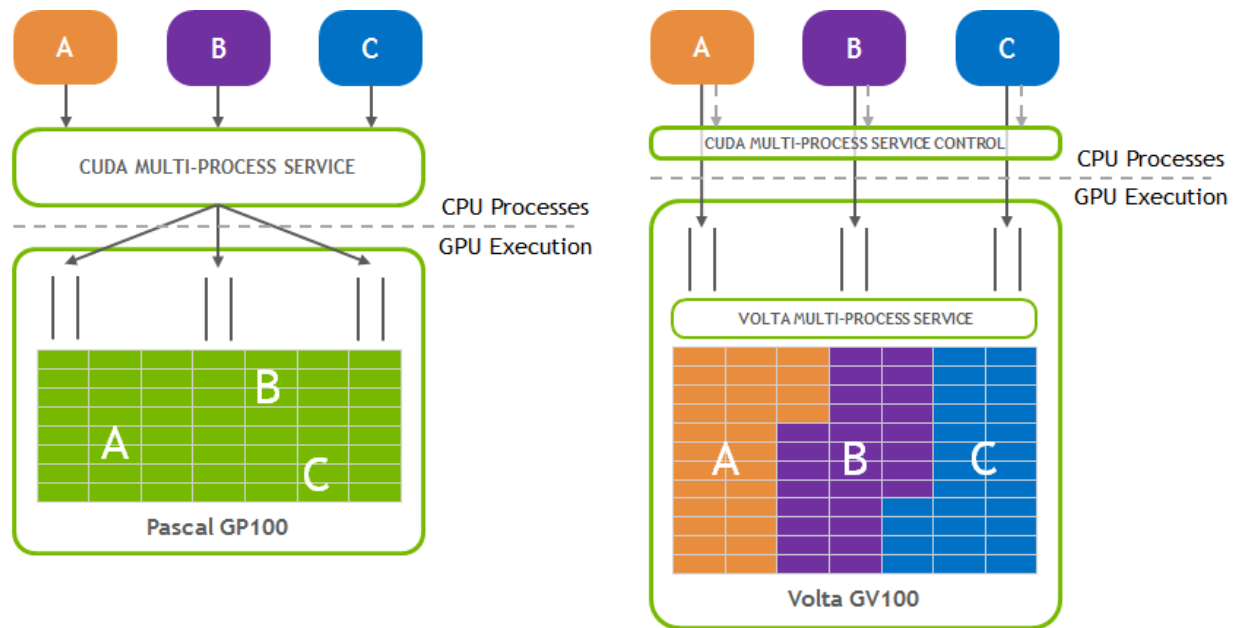 A
B
C
CUDA MULTI-PROCESS SERVICE
CPU Processes
GPU Execution
B
A
C
Pascal GP100
A
B
C
CUDA MULTI-PROCESS SERVICE CONTROL
CPU Processes
GPU Execution
VOLTA MULTI-PROCESS SERVICE
A
B
C
Volta GV100